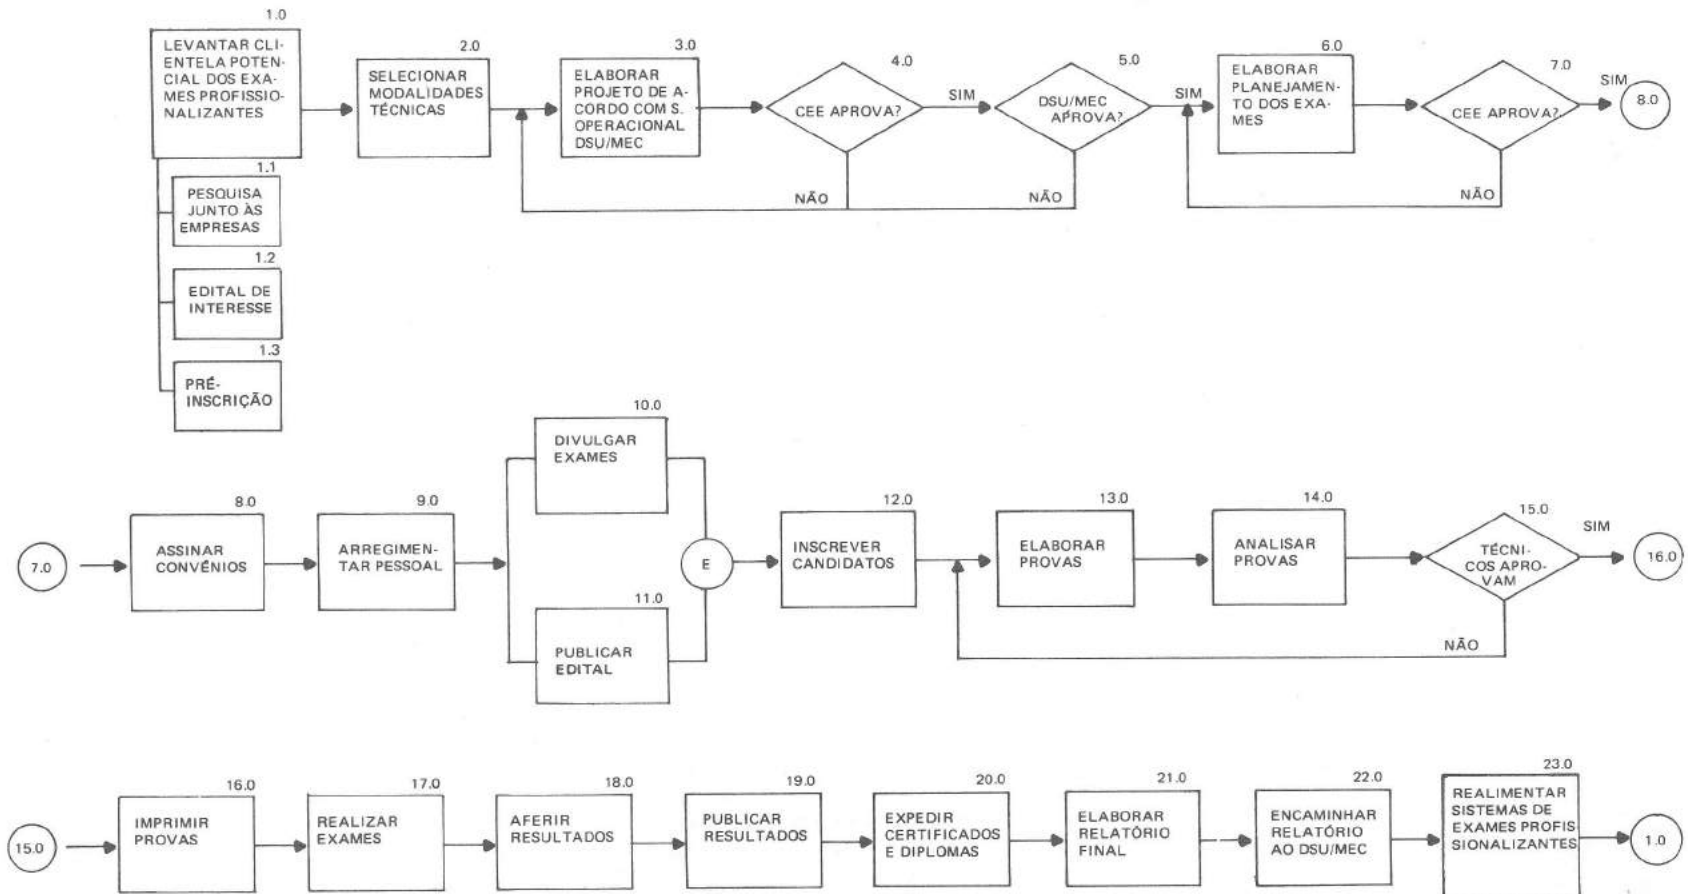 1.0
LEVANTAR CLI-
ENTELA POTEN-
CIAL DOS EXA-
MES PROFISSIO-
NALIZANTES
1.1
PESQUISA
JUNTO ÀS
EMPRESAS
1.2
EDITAL DE
INTERESSE
1.3
PRÉ-
INSCRIÇÃO
2.0
SELECIONAR
MODALIDADES
TÉCNICAS
3.0
ELABORAR
PROJETO DE A-
CORDO COM S.
OPERACIONAL
DSU/MEC
4.0
CEE APROVA?
SIM
NÃO
5.0
DSU/MEC
APROVA?
SIM
NÃO
6.0
ELABORAR
PLANEJAMEN-
TO DOS EXA-
MES
7.0
CEE APROVA?
SIM
NÃO
8.0
7.0
8.0
ASSINAR
CONVÊNIOS
9.0
ARREGIMEN-
TAR PESSOAL
10.0
DIVULGAR
EXAMES
11.0
PUBLICAR
EDITAL
E
12.0
INSCREVER
CANDIDATOS
13.0
ELABORAR
PROVAS
14.0
ANALISAR
PROVAS
15.0
TÉCNI-
COS APRO-
VAM
SIM
NÃO
16.0
15.0
16.0
IMPRIMIR
PROVAS
17.0
REALIZAR
EXAMES
18.0
AFERIR
RESULTADOS
19.0
PUBLICAR
RESULTADOS
20.0
EXPEDIR
CERTIFICADOS
E DIPLOMAS
21.0
ELABORAR
RELATÓRIO
FINAL
22.0
ENCAMINHAR
RELATÓRIO
AO DSU/MEC
23.0
REALIMENTAR
SISTEMAS DE
EXAMES PROFIS
SIONALIZANTES
1.0